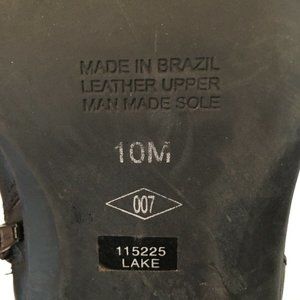 MADE IN BRAZIL
LEATHER UPPER
MAN MADE SOLE
10M
007
115225
LAKE